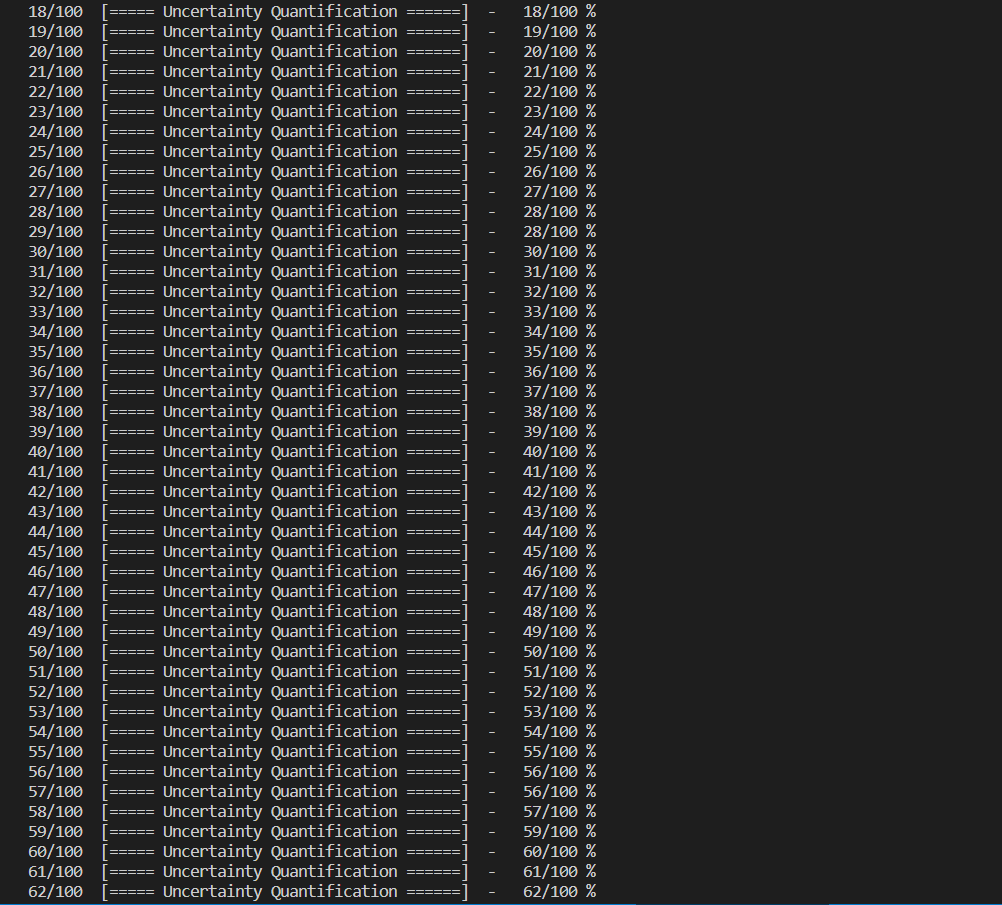 18/100 [===== Uncertainty Quantification ======] - 18/100 %
19/100 [===== Uncertainty Quantification ======] - 19/100 %
20/100 [===== Uncertainty Quantification ======] - 20/100 %
21/100 [===== Uncertainty Quantification ======] - 21/100 %
22/100 [===== Uncertainty Quantification ======] - 22/100 %
23/100 [===== Uncertainty Quantification ======] - 23/100 %
24/100 [===== Uncertainty Quantification ======] - 24/100 %
25/100 [===== Uncertainty Quantification ======] - 25/100 %
26/100 [===== Uncertainty Quantification ======] - 26/100 %
27/100 [===== Uncertainty Quantification ======] - 27/100 %
28/100 [===== Uncertainty Quantification ======] - 28/100 %
29/100 [===== Uncertainty Quantification ======] - 28/100 %
30/100 [===== Uncertainty Quantification ======] - 30/100 %
31/100 [===== Uncertainty Quantification ======] - 31/100 %
32/100 [===== Uncertainty Quantification ======] - 32/100 %
33/100 [===== Uncertainty Quantification ======] - 33/100 %
34/100 [===== Uncertainty Quantification ======] - 34/100 %
35/100 [===== Uncertainty Quantification ======] - 35/100 %
36/100 [===== Uncertainty Quantification ======] - 36/100 %
37/100 [===== Uncertainty Quantification ======] - 37/100 %
38/100 [===== Uncertainty Quantification ======] - 38/100 %
39/100 [===== Uncertainty Quantification ======] - 39/100 %
40/100 [===== Uncertainty Quantification ======] - 40/100 %
41/100 [===== Uncertainty Quantification ======] - 41/100 %
42/100 [===== Uncertainty Quantification ======] - 42/100 %
43/100 [===== Uncertainty Quantification ======] - 43/100 %
44/100 [===== Uncertainty Quantification ======] - 44/100 %
45/100 [===== Uncertainty Quantification ======] - 45/100 %
46/100 [===== Uncertainty Quantification ======] - 46/100 %
47/100 [===== Uncertainty Quantification ======] - 47/100 %
48/100 [===== Uncertainty Quantification ======] - 48/100 %
49/100 [===== Uncertainty Quantification ======] - 49/100 %
50/100 [===== Uncertainty Quantification ======] - 50/100 %
51/100 [===== Uncertainty Quantification ======] - 51/100 %
52/100 [===== Uncertainty Quantification ======] - 52/100 %
53/100 [===== Uncertainty Quantification ======] - 53/100 %
54/100 [===== Uncertainty Quantification ======] - 54/100 %
55/100 [===== Uncertainty Quantification ======] - 55/100 %
56/100 [===== Uncertainty Quantification ======] - 56/100 %
57/100 [===== Uncertainty Quantification ======] - 56/100 %
58/100 [===== Uncertainty Quantification ======] - 57/100 %
59/100 [===== Uncertainty Quantification ======] - 59/100 %
60/100 [===== Uncertainty Quantification ======] - 60/100 %
61/100 [===== Uncertainty Quantification ======] - 61/100 %
62/100 [===== Uncertainty Quantification ======] - 62/100 %